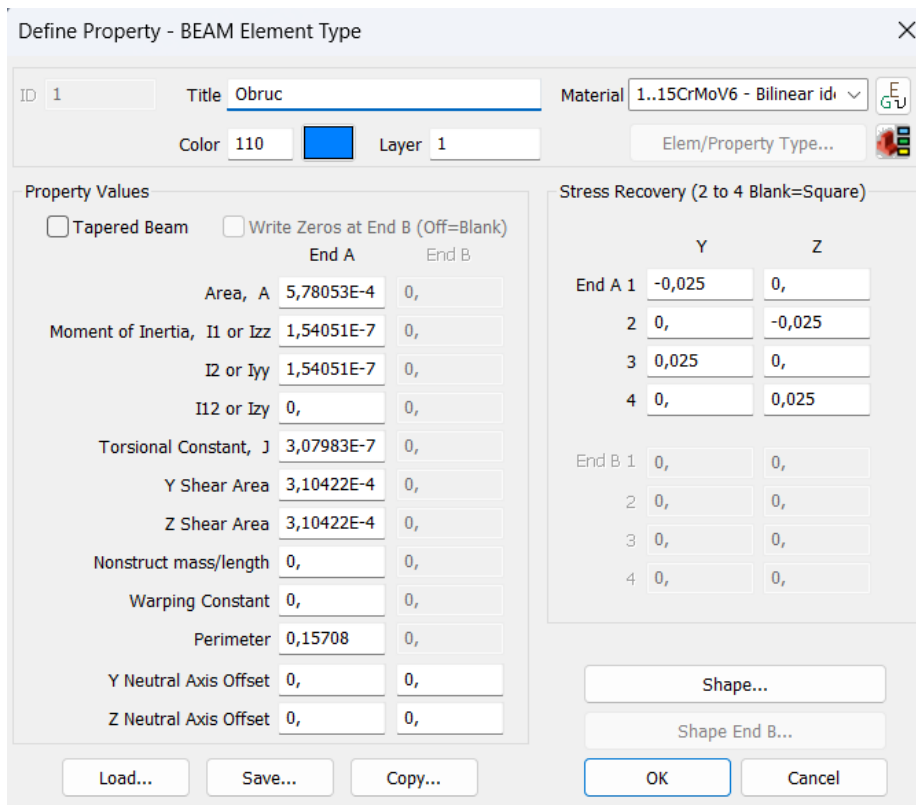 Define Property - BEAM Element Type
ID 1 Title Obruc Material 1..15CrMoV6 - Bilinear ide
Color 110 Layer 1 Elem/Property Type...
Property Values
Tapered Beam Write Zeros at End B (Off=Blank)
End A End B
Area, A 5,78053E-4 0,
Moment of Inertia, I1 or Izz 1,54051E-7 0,
I2 or Iyy 1,54051E-7 0,
I12 or Izy 0, 0,
Torsional Constant, J 3,07983E-7 0,
Y Shear Area 3,10422E-4 0,
Z Shear Area 3,10422E-4 0,
Nonstruct mass/length 0, 0,
Warping Constant 0, 0,
Perimeter 0,15708 0,
Y Neutral Axis Offset 0, 0,
Z Neutral Axis Offset 0, 0,
Load... Save... Copy...
Stress Recovery (2 to 4 Blank=Square)
Y Z
End A 1 -0,025 0,
2 0, -0,025
3 0,025 0,
4 0, 0,025
End B 1 0, 0,
2 0, 0,
3 0, 0,
4 0, 0,
Shape...
Shape End B...
OK Cancel